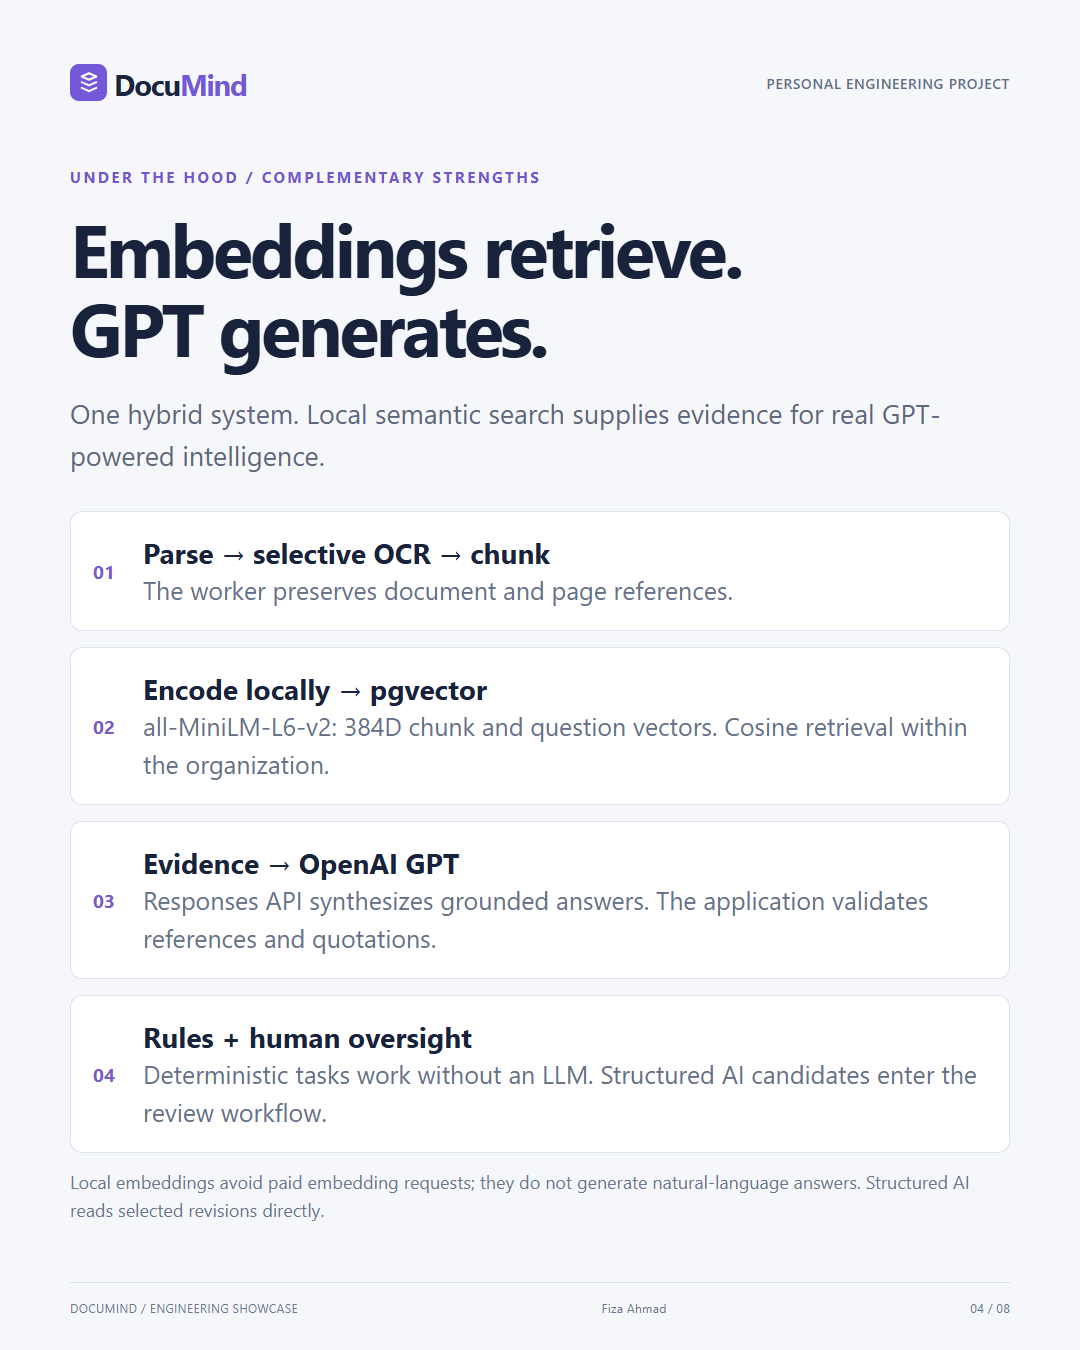 DocuMind
PERSONAL ENGINEERING PROJECT
UNDER THE HOOD / COMPLEMENTARY STRENGTHS
Embeddings retrieve.
GPT generates.
One hybrid system. Local semantic search supplies evidence for real GPT-
powered intelligence.
01
Parse → selective OCR → chunk
The worker preserves document and page references.
02
Encode locally → pgvector
all-MiniLM-L6-v2: 384D chunk and question vectors. Cosine retrieval within
the organization.
03
Evidence → OpenAI GPT
Responses API synthesizes grounded answers. The application validates
references and quotations.
04
Rules + human oversight
Deterministic tasks work without an LLM. Structured AI candidates enter the
review workflow.
Local embeddings avoid paid embedding requests; they do not generate natural-language answers. Structured AI
reads selected revisions directly.
DOCUMIND / ENGINEERING SHOWCASE
Fiza Ahmad
04 / 08